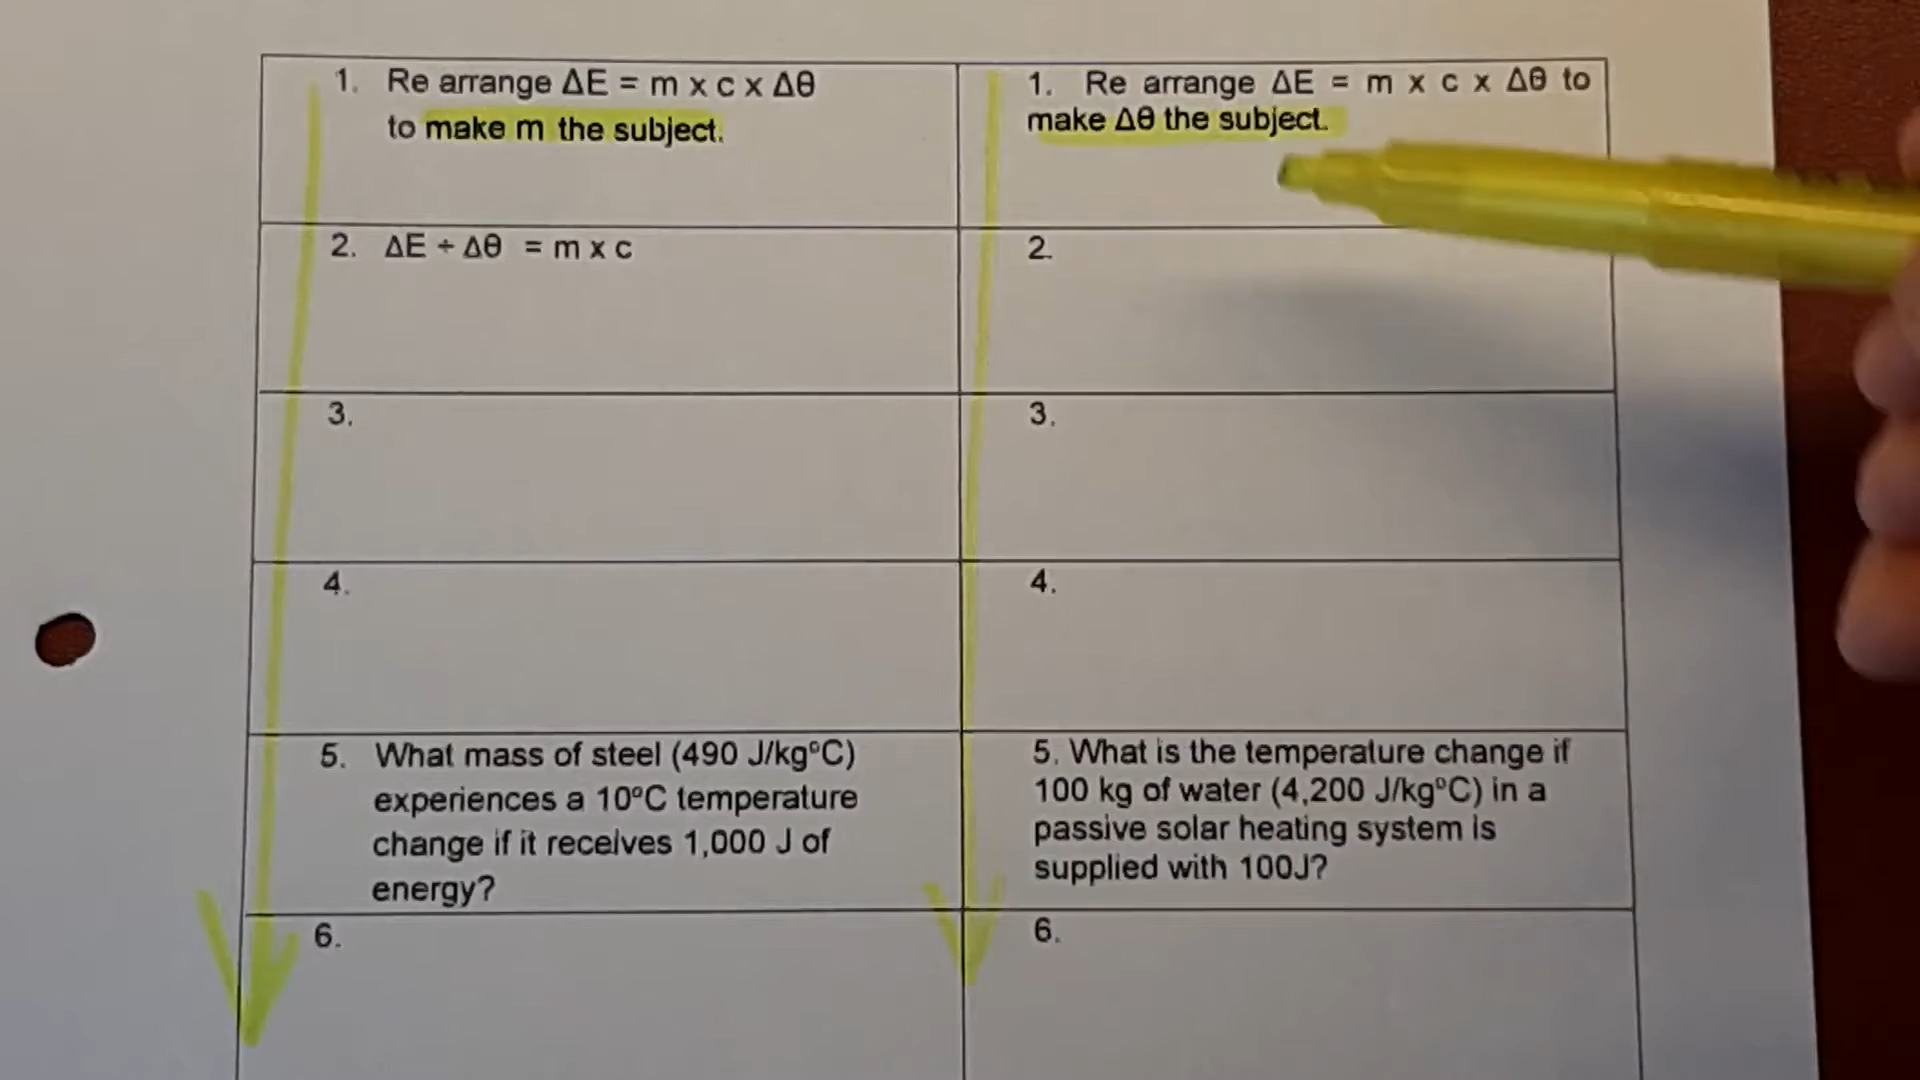 1. Re arrange ΔE = m x c x Δθ
to make m the subject.
2. ΔE ÷ Δθ = m x c
3.
4.
5. What mass of steel (490 J/kgºC)
experiences a 10ºC temperature
change if it receives 1,000 J of
energy?
6.
1. Re arrange ΔE = m x c x Δθ to
make Δθ the subject.
2.
3.
4.
5. What is the temperature change if
100 kg of water (4,200 J/kgºC) in a
passive solar heating system is
supplied with 100J?
6.